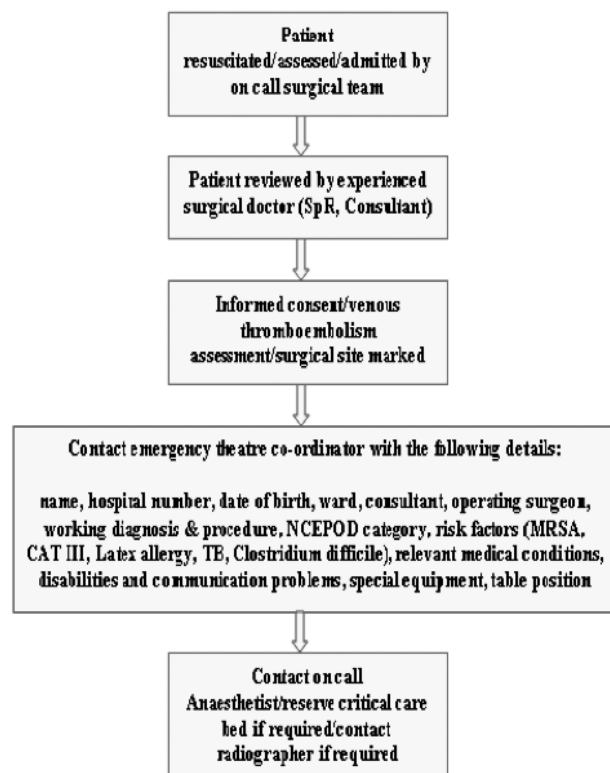 Patient
resuscitated/assessed/admitted by
on call surgical team
Patient reviewed by experienced
surgical doctor (SpR, Consultant)
Informed consent/venous
thromboembolism
assessment/surgical site marked
Contact emergency theatre co-ordinator with the following details:
name, hospital number, date of birth, ward, consultant, operating surgeon,
working diagnosis & procedure, NCEPOD category, risk factors (MRSA,
CAT III, Latex allergy, TB, Clostridium difficile), relevant medical conditions,
disabilities and communication problems, special equipment, table position
Contact on call
Anaesthetist/reserve critical care
bed if required/contact
radiographer if required